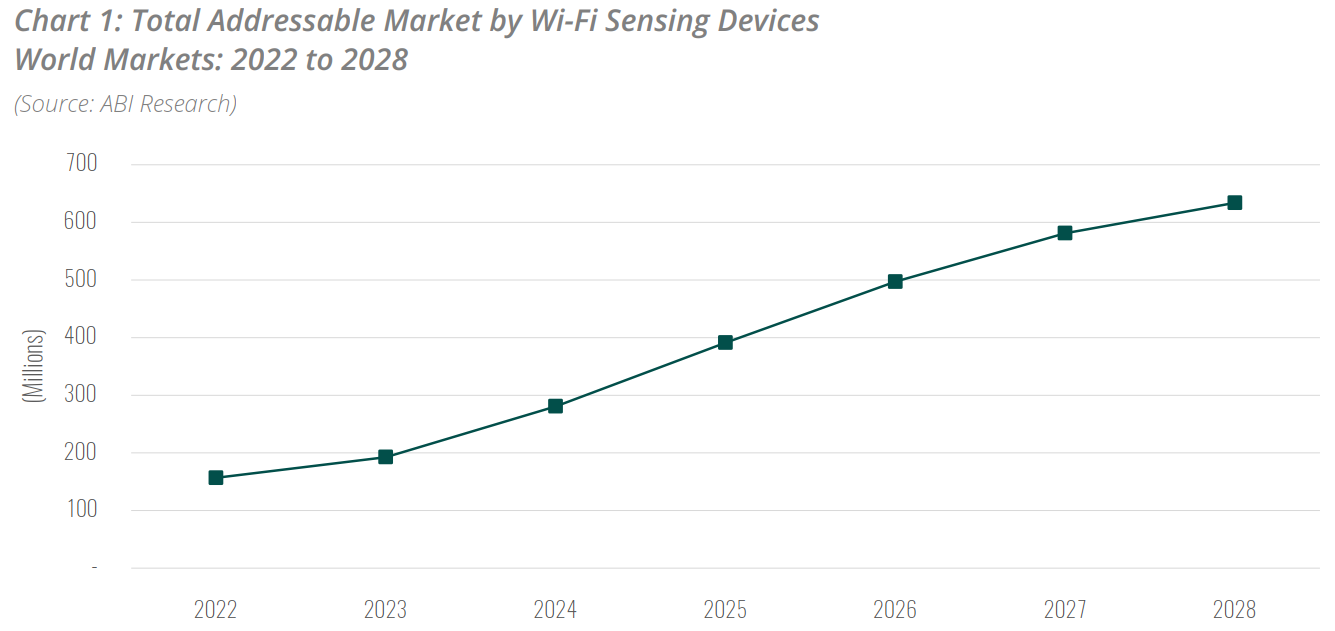 Chart 1: Total Addressable Market by Wi-Fi Sensing Devices
World Markets: 2022 to 2028
(Source: ABI Research)
700
600
500
400
300
200
100
-
(Millions)
2022 2023 2024 2025 2026 2027 2028